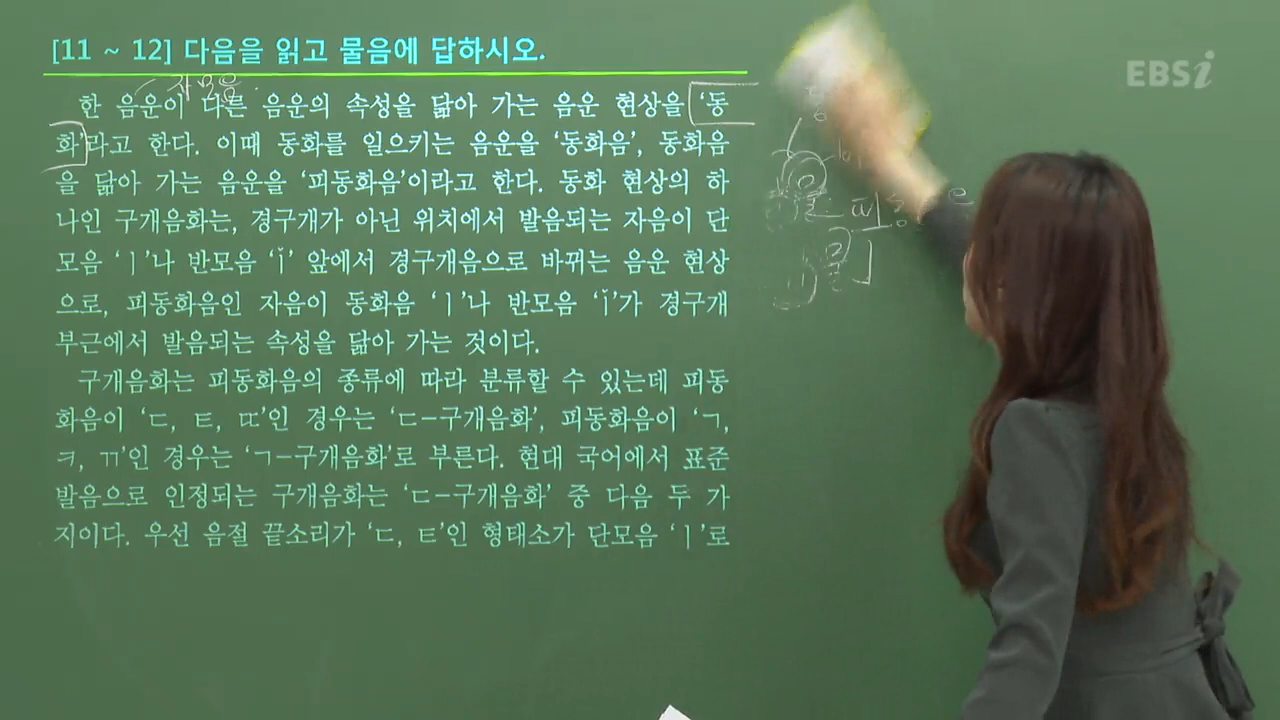 [11 ~ 12] 다음을 읽고 물음에 답하시오.
EBSi
자모음
한 음운이 다른 음운의 속성을 닮아 가는 음운 현상을 ‘동
화’라고 한다. 이때 동화를 일으키는 음운을 ‘동화음’, 동화음
을 닮아 가는 음운을 ‘피동화음’이라고 한다. 동화 현상의 하
나인 구개음화는, 경구개가 아닌 위치에서 발음되는 자음이 단
모음 ‘ㅣ’나 반모음 ‘ㅣ̆’ 앞에서 경구개음으로 바뀌는 음운 현상
으로, 피동화음인 자음이 동화음 ‘ㅣ’나 반모음 ‘ㅣ̆’가 경구개
부근에서 발음되는 속성을 닮아 가는 것이다.
구개음화는 피동화음의 종류에 따라 분류할 수 있는데 피동
화음이 ‘ㄷ, ㅌ, ㄸ’인 경우는 ‘ㄷ-구개음화’, 피동화음이 ‘ㄱ,
ㅋ, ㄲ’인 경우는 ‘ㄱ-구개음화’로 부른다. 현대 국어에서 표준
발음으로 인정되는 구개음화는 ‘ㄷ-구개음화’ 중 다음 두 가
지이다. 우선 음절 끝소리가 ‘ㄷ, ㅌ’인 형태소가 단모음 ‘ㅣ’로